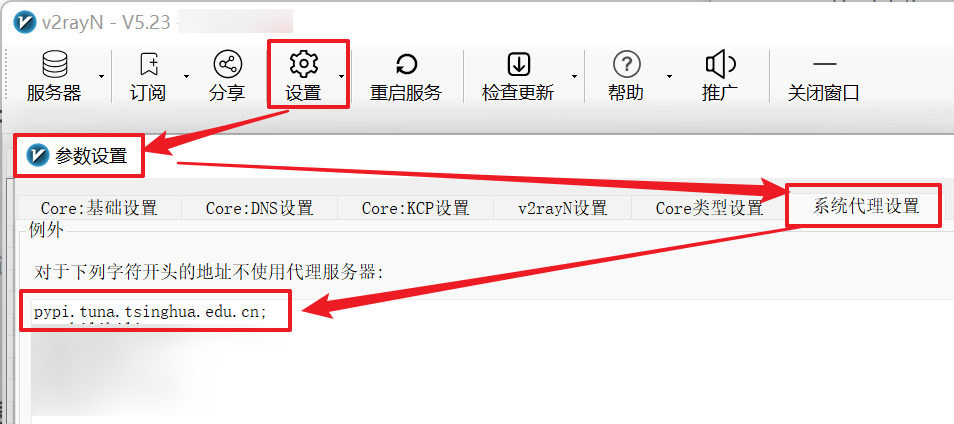 v2rayN - V5.23 -
服务器 订阅 分享 设置 重启服务 检查更新 帮助 推广 关闭窗口
参数设置
Core:基础设置 Core:DNS设置 Core:KCP设置 v2rayN设置 Core类型设置 系统代理设置
例外
对于下列字符开头的地址不使用代理服务器:
pypi.tuna.tsinghua.edu.cn;